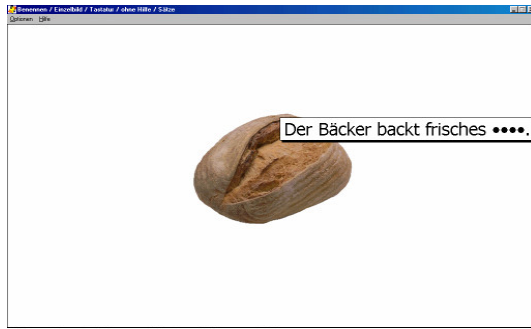 Benennen / Einzelbild / Tastatur / ohne Hilfe / Sätze
Optionen Hilfe
Der Bäcker backt frisches ••••.